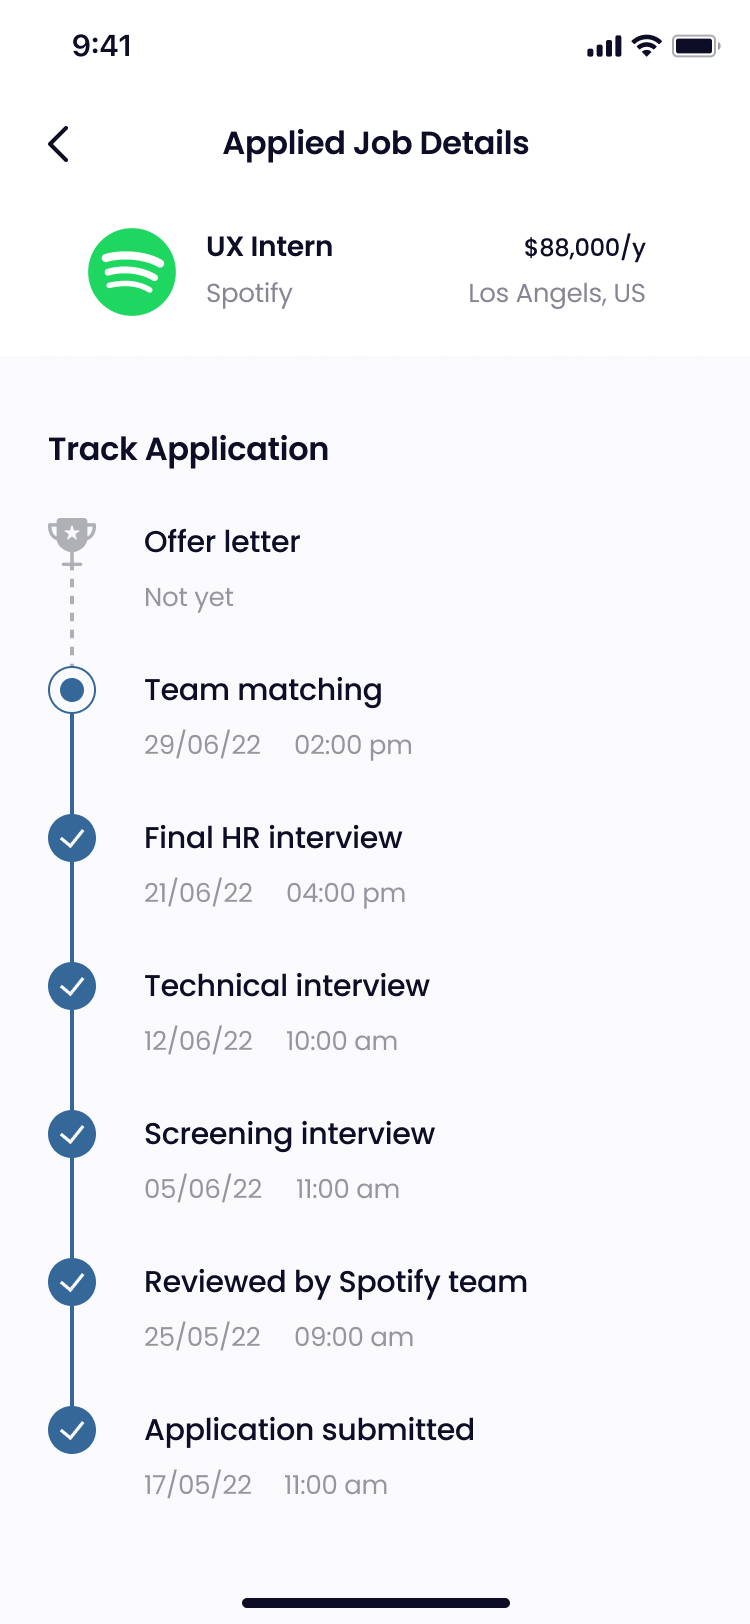 9:41
Applied Job Details
UX Intern $88,000/y
Spotify Los Angels, US
Track Application
Offer letter
Not yet
Team matching
29/06/22 02:00 pm
Final HR interview
21/06/22 04:00 pm
Technical interview
12/06/22 10:00 am
Screening interview
05/06/22 11:00 am
Reviewed by Spotify team
25/05/22 09:00 am
Application submitted
17/05/22 11:00 am